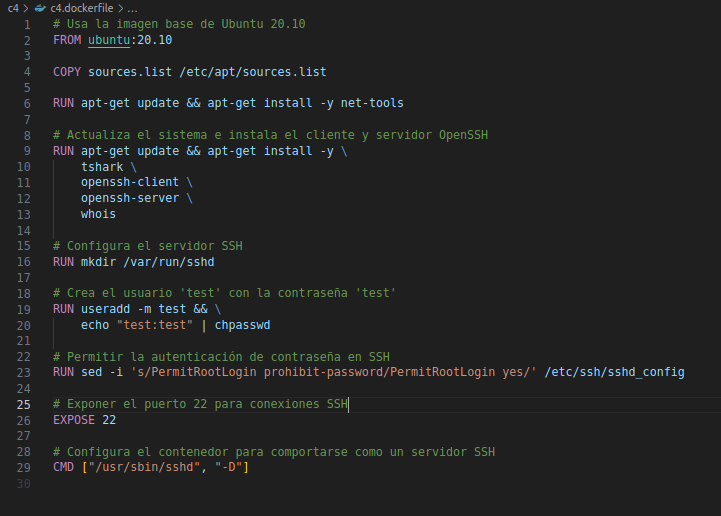 c4 > c4.dockerfile > ...
1 # Usa la imagen base de Ubuntu 20.10
2 FROM ubuntu:20.10
3
4 COPY sources.list /etc/apt/sources.list
5
6 RUN apt-get update && apt-get install -y net-tools
7
8 # Actualiza el sistema e instala el cliente y servidor OpenSSH
9 RUN apt-get update && apt-get install -y \
10     tshark \
11     openssh-client \
12     openssh-server \
13     whois
14
15 # Configura el servidor SSH
16 RUN mkdir /var/run/sshd
17
18 # Crea el usuario 'test' con la contraseña 'test'
19 RUN useradd -m test && \
20     echo "test:test" | chpasswd
21
22 # Permitir la autenticación de contraseña en SSH
23 RUN sed -i 's/PermitRootLogin prohibit-password/PermitRootLogin yes/' /etc/ssh/sshd_config
24
25 # Exponer el puerto 22 para conexiones SSH
26 EXPOSE 22
27
28 # Configura el contenedor para comportarse como un servidor SSH
29 CMD ["/usr/sbin/sshd", "-D"]
30